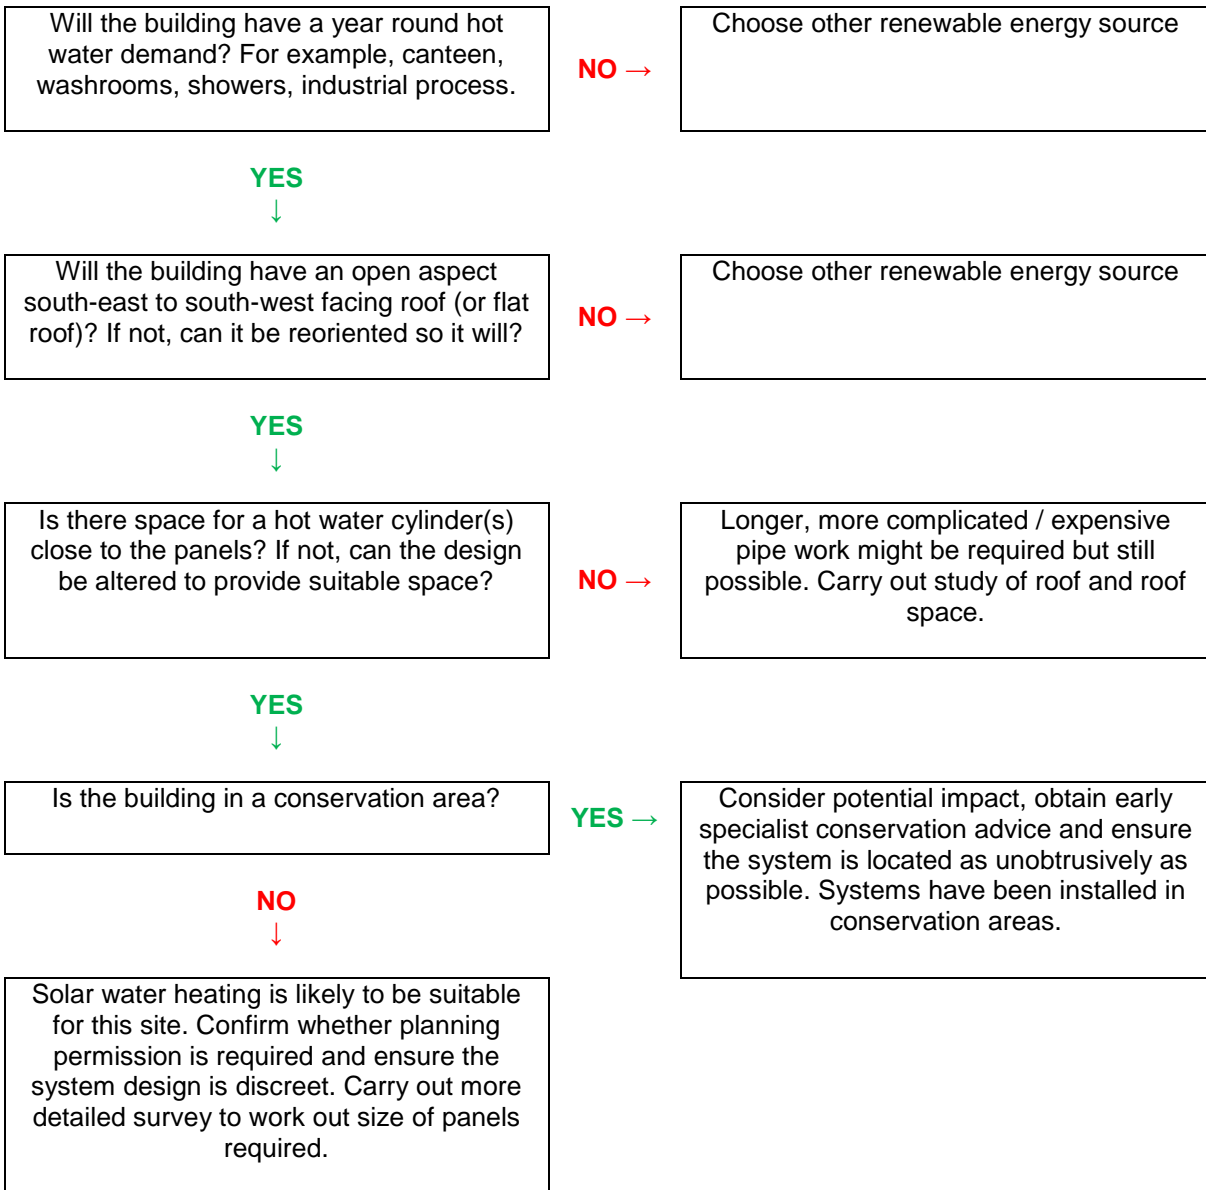 Will the building have a year round hot
water demand? For example, canteen,
washrooms, showers, industrial process.
NO →
Choose other renewable energy source
YES
↓
Will the building have an open aspect
south-east to south-west facing roof (or flat
roof)? If not, can it be reoriented so it will?
NO →
Choose other renewable energy source
YES
↓
Is there space for a hot water cylinder(s)
close to the panels? If not, can the design
be altered to provide suitable space?
NO →
Longer, more complicated / expensive
pipe work might be required but still
possible. Carry out study of roof and roof
space.
YES
↓
Is the building in a conservation area?
YES →
Consider potential impact, obtain early
specialist conservation advice and ensure
the system is located as unobtrusively as
possible. Systems have been installed in
conservation areas.
NO
↓
Solar water heating is likely to be suitable
for this site. Confirm whether planning
permission is required and ensure the
system design is discreet. Carry out more
detailed survey to work out size of panels
required.